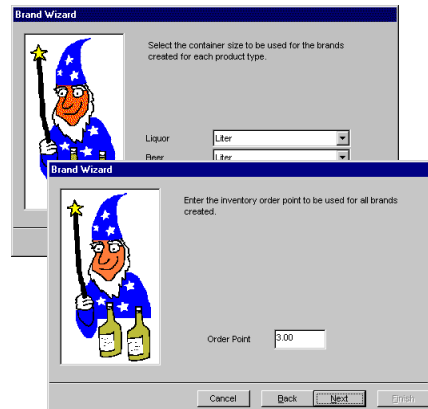 Brand Wizard
Select the container size to be used for the brands
created for each product type.
Liquor Liter
Beer Liter
Brand Wizard
Enter the inventory order point to be used for all brands
created.
Order Point 3.00
Cancel Back Next Finish